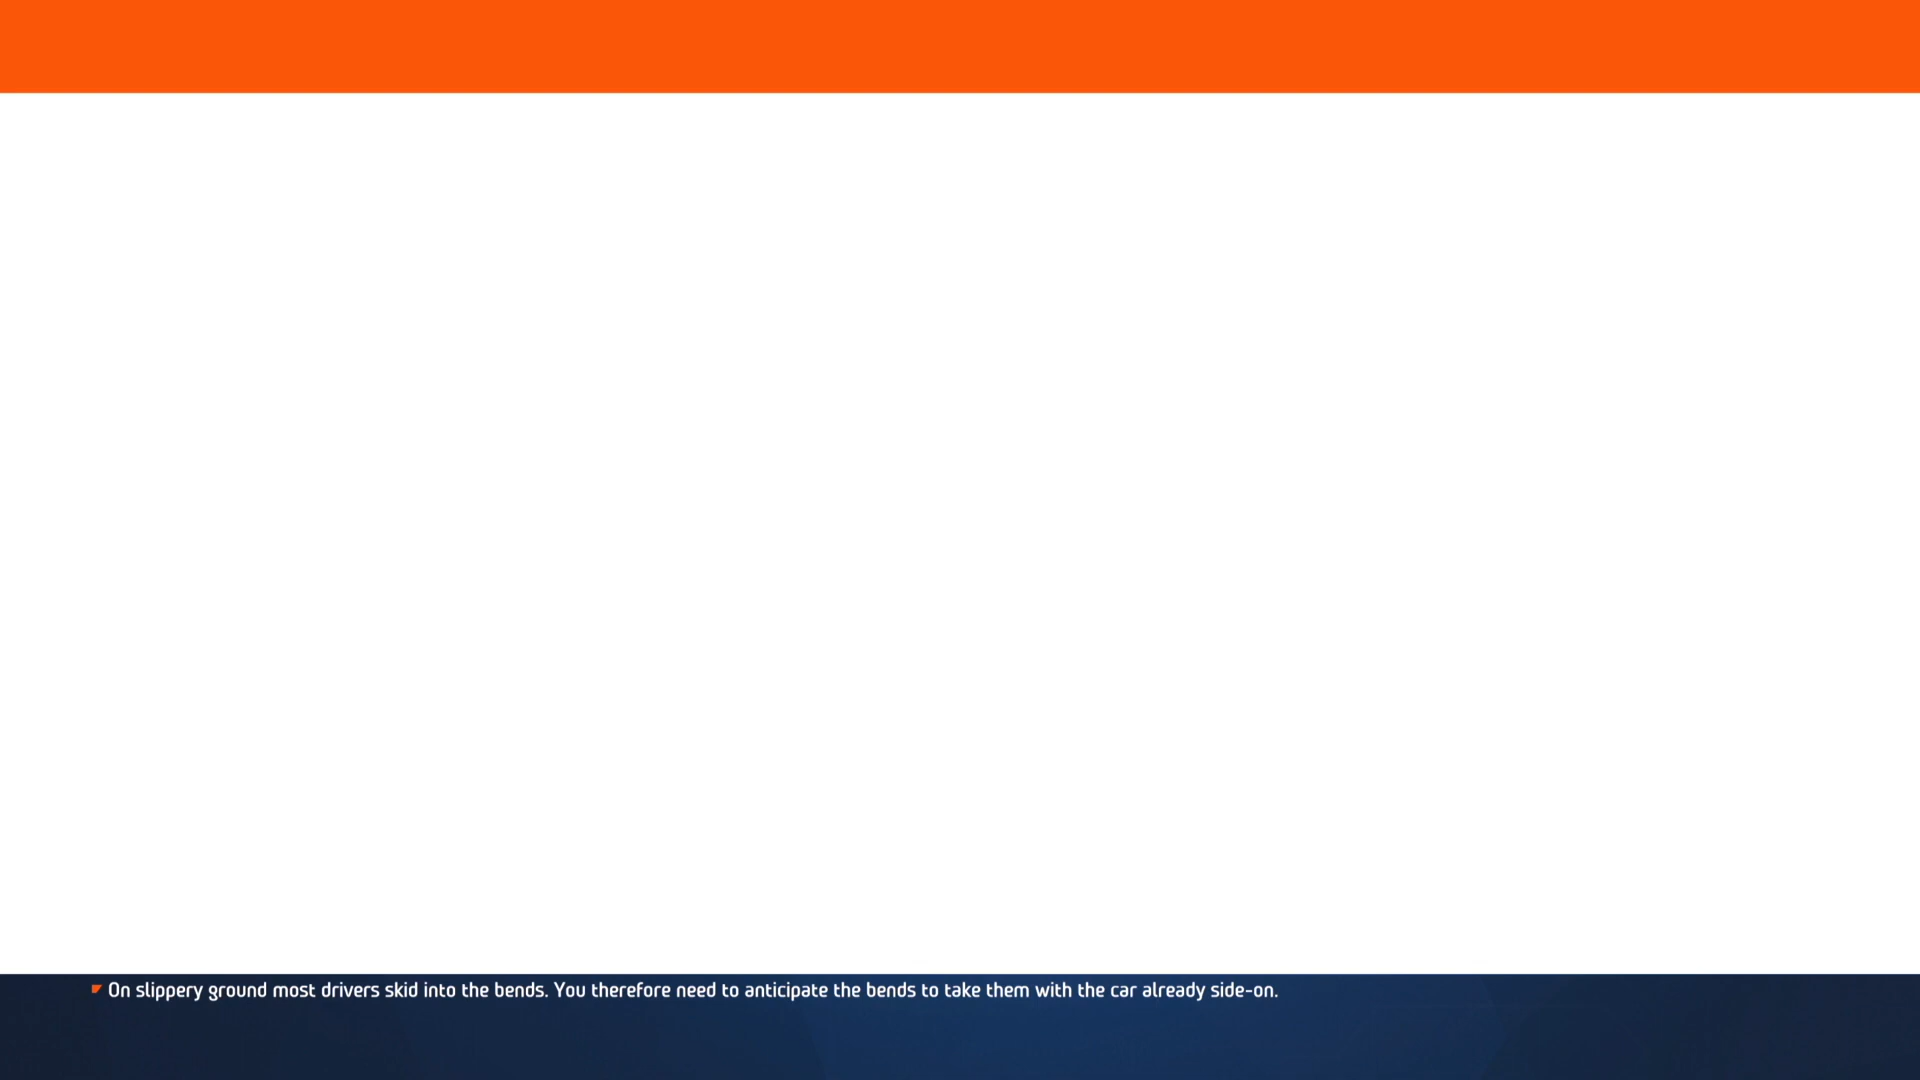 On slippery ground most drivers skid into the bends. You therefore need to anticipate the bends to take them with the car already side-on.